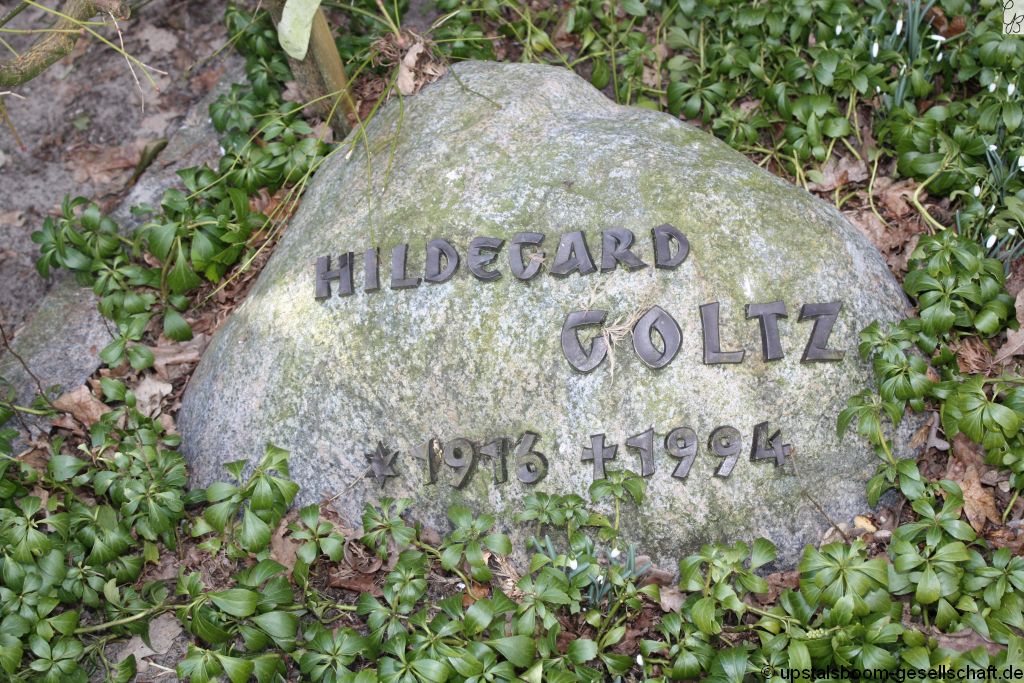 HILDEGARD
GOLTZ
* 1916 † 1994
© upstalsboom-gesellschaft.de